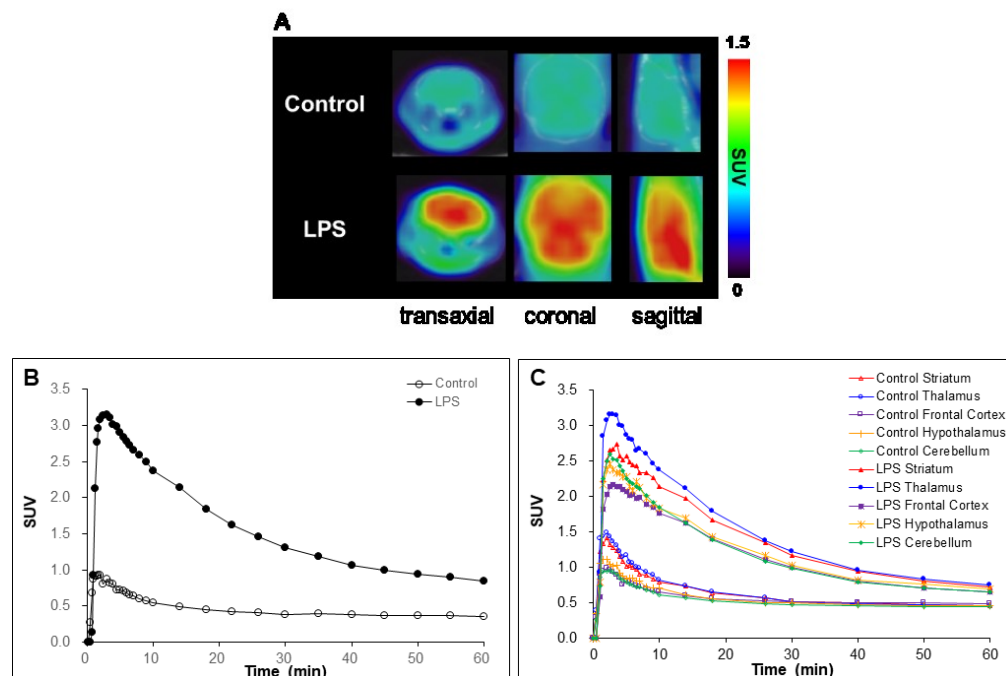 A
1.5
Control
SUV
LPS
0
transaxial coronal sagittal
B
Control
LPS
3.5
3.0
2.5
2.0
1.5
1.0
0.5
0.0
SUV
0 10 20 30 40 50 60
Time (min)
C
Control Striatum
Control Thalamus
Control Frontal Cortex
Control Hypothalamus
Control Cerebellum
LPS Striatum
LPS Thalamus
LPS Frontal Cortex
LPS Hypothalamus
LPS Cerebellum
3.5
3.0
2.5
2.0
1.5
1.0
0.5
0.0
SUV
0 10 20 30 40 50 60
Time (min)